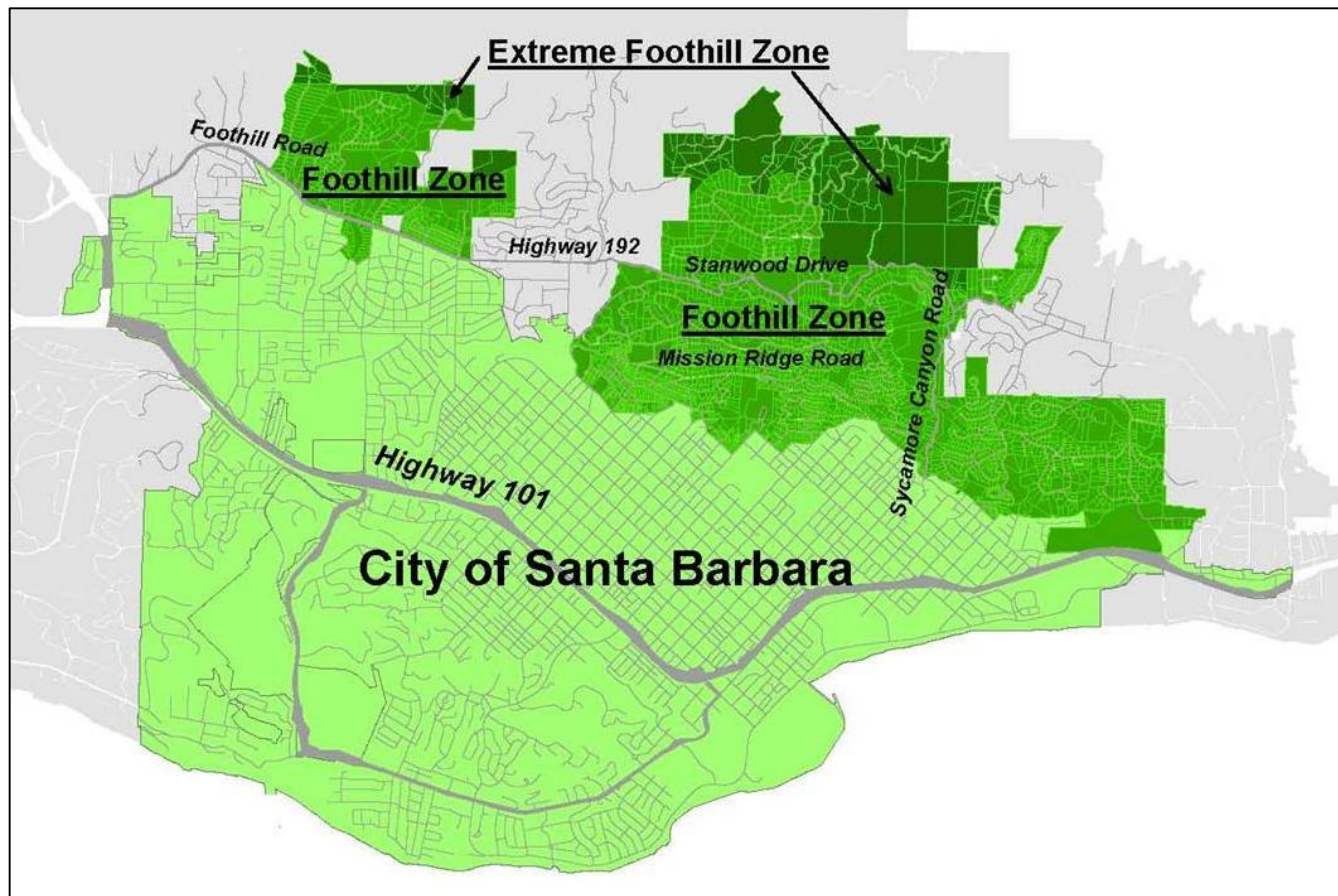 Extreme Foothill Zone
Foothill Road
Foothill Zone
Highway 192
Stanwood Drive
Foothill Zone
Mission Ridge Road
Sycamore Canyon Road
Highway 101
City of Santa Barbara